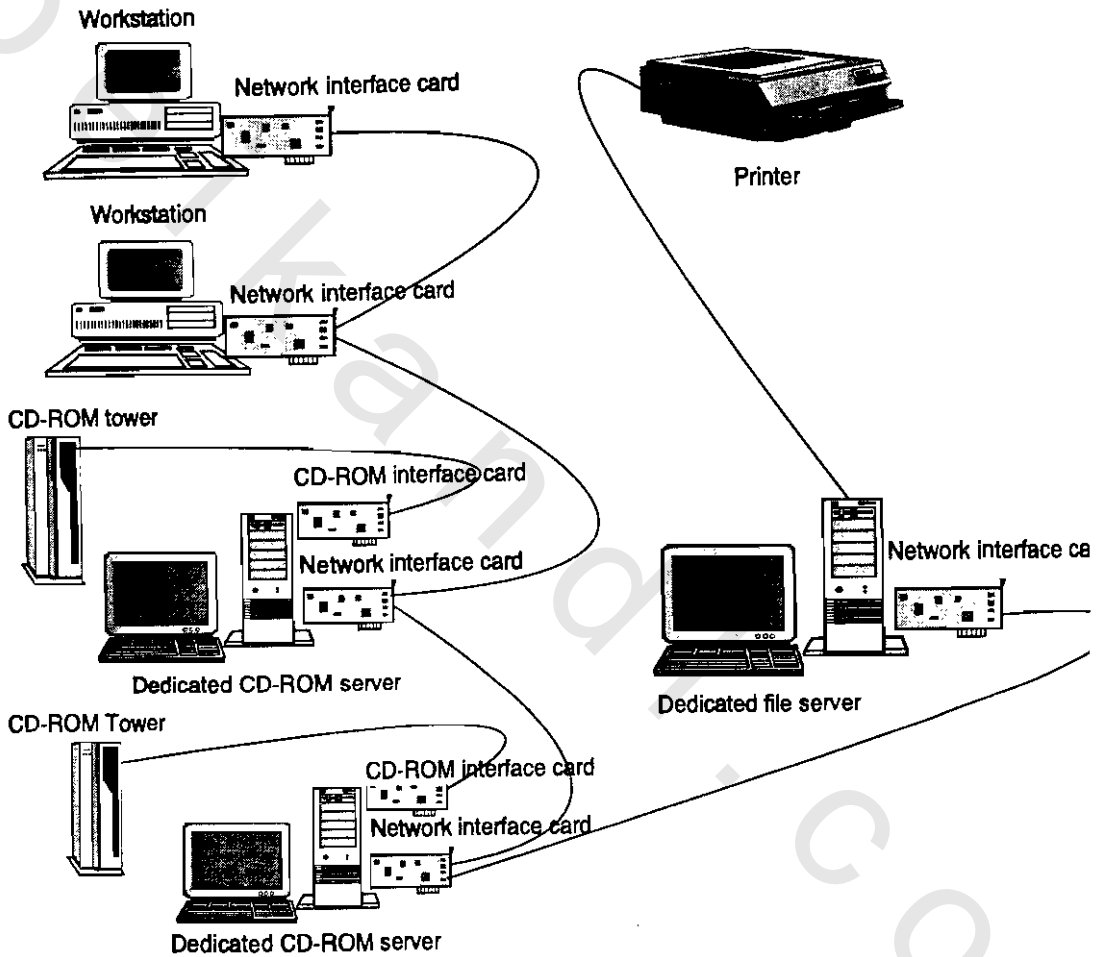 Workstation
Network interface card
Printer
Workstation
Network interface card
CD-ROM tower
CD-ROM interface card
Network interface card
Dedicated CD-ROM server
Network interface ca
Dedicated file server
CD-ROM Tower
CD-ROM interface card
Network interface card
Dedicated CD-ROM server